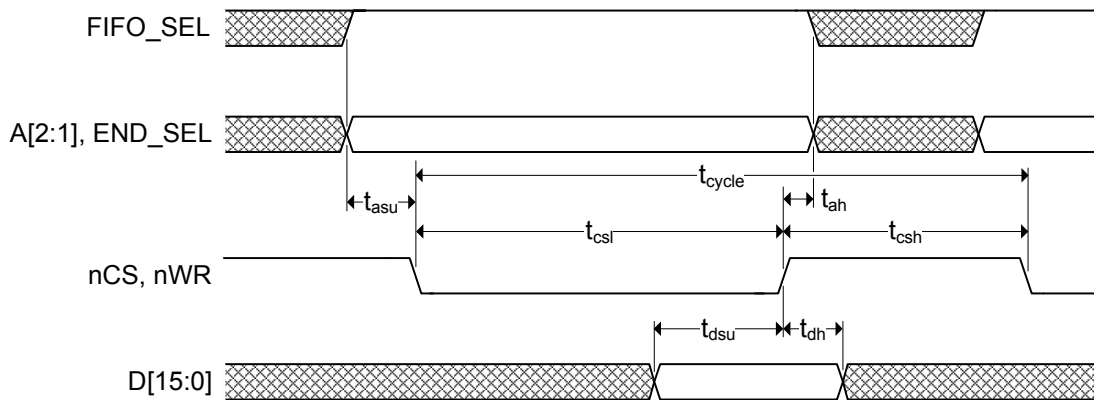 FIFO_SEL
A[2:1], END_SEL
tcycle
tasu
tah
tcsl
tcsh
nCS, nWR
tdsu
tdh
D[15:0]